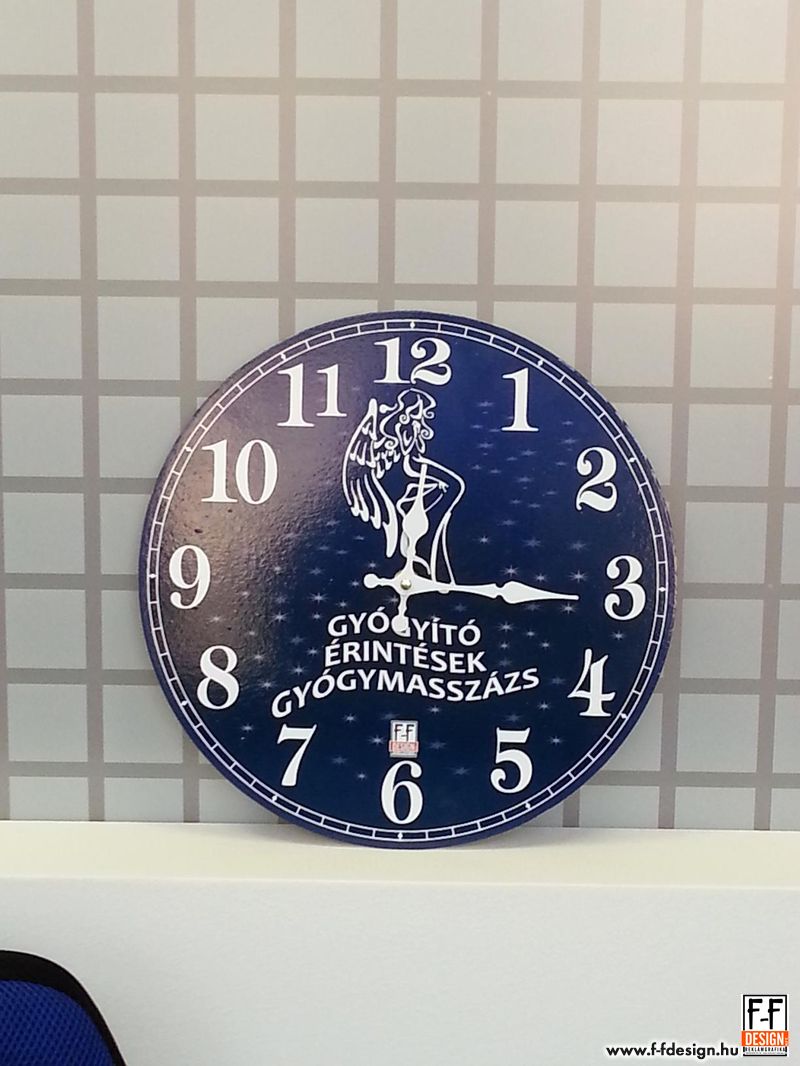 12
11
1
10
2
9
3
8
4
7
5
6
GYÓGYÍTÓ
ÉRINTÉSEK
GYÓGYMASSZÁZS
F-F
DESIGN
www.f-fdesign.hu
F-F
DESIGN
REKLÁMGRAFIKA